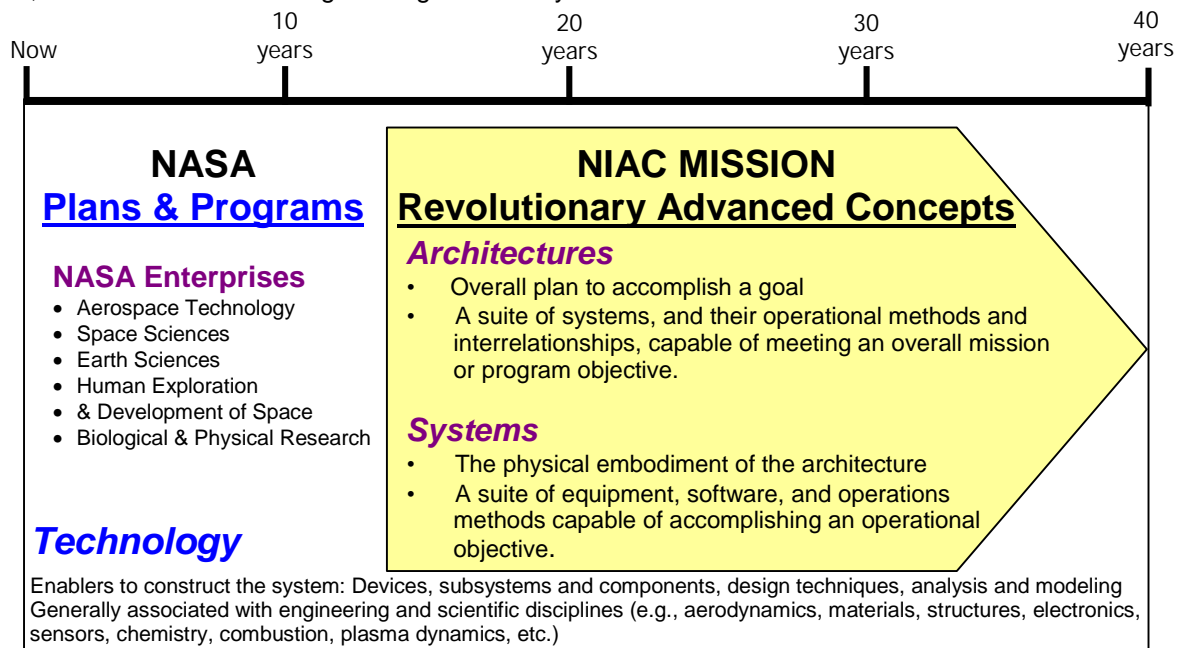 10 20 30 40
Now years years years years
NASA
Plans & Programs
NASA Enterprises
• Aerospace Technology
• Space Sciences
• Earth Sciences
• Human Exploration
• & Development of Space
• Biological & Physical Research
NIAC MISSION
Revolutionary Advanced Concepts
Architectures
• Overall plan to accomplish a goal
• A suite of systems, and their operational methods and
interrelationships, capable of meeting an overall mission
or program objective.
Systems
• The physical embodiment of the architecture
• A suite of equipment, software, and operations
methods capable of accomplishing an operational
objective.
Technology
Enablers to construct the system: Devices, subsystems and components, design techniques, analysis and modeling
Generally associated with engineering and scientific disciplines (e.g., aerodynamics, materials, structures, electronics,
sensors, chemistry, combustion, plasma dynamics, etc.)